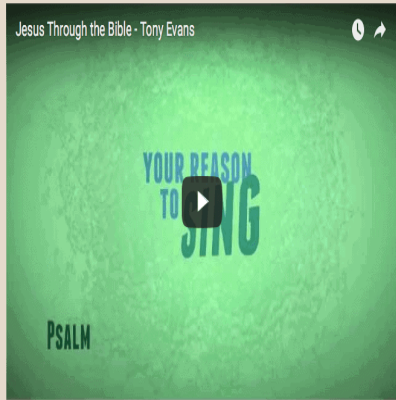 Jesus Through the Bible - Tony Evans
YOUR REASON
TO SING
PSALM